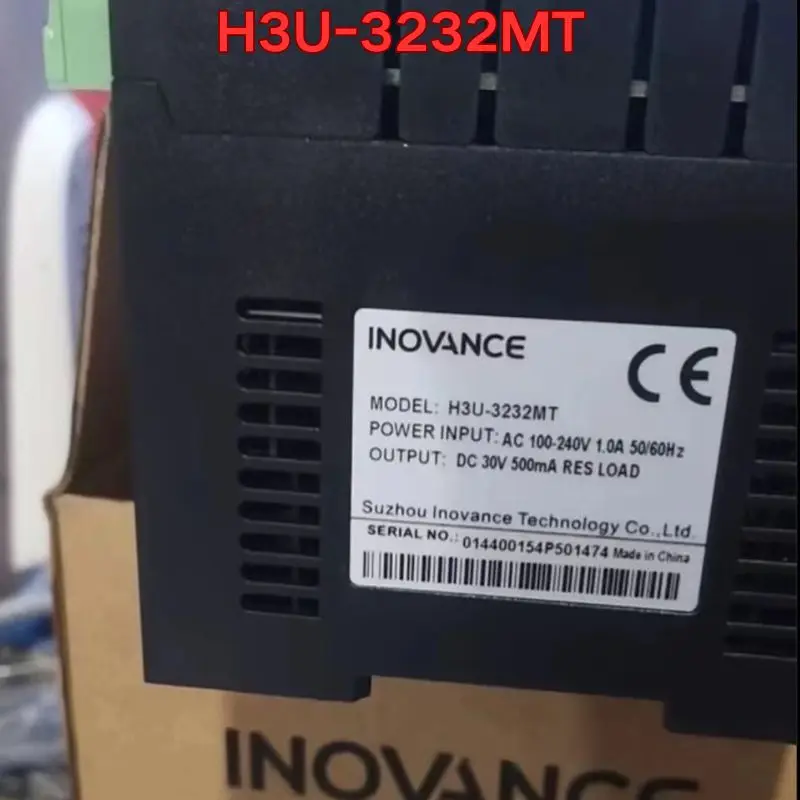 H3U-3232MT
INOVANCE
CE
MODEL: H3U-3232MT
POWER INPUT: AC 100-240V 1.0A 50/60Hz
OUTPUT: DC 30V 500mA RES LOAD
Suzhou Inovance Technology Co.,Ltd.
SERIAL NO.: 014400154P501474 Made in China
INOVANCE